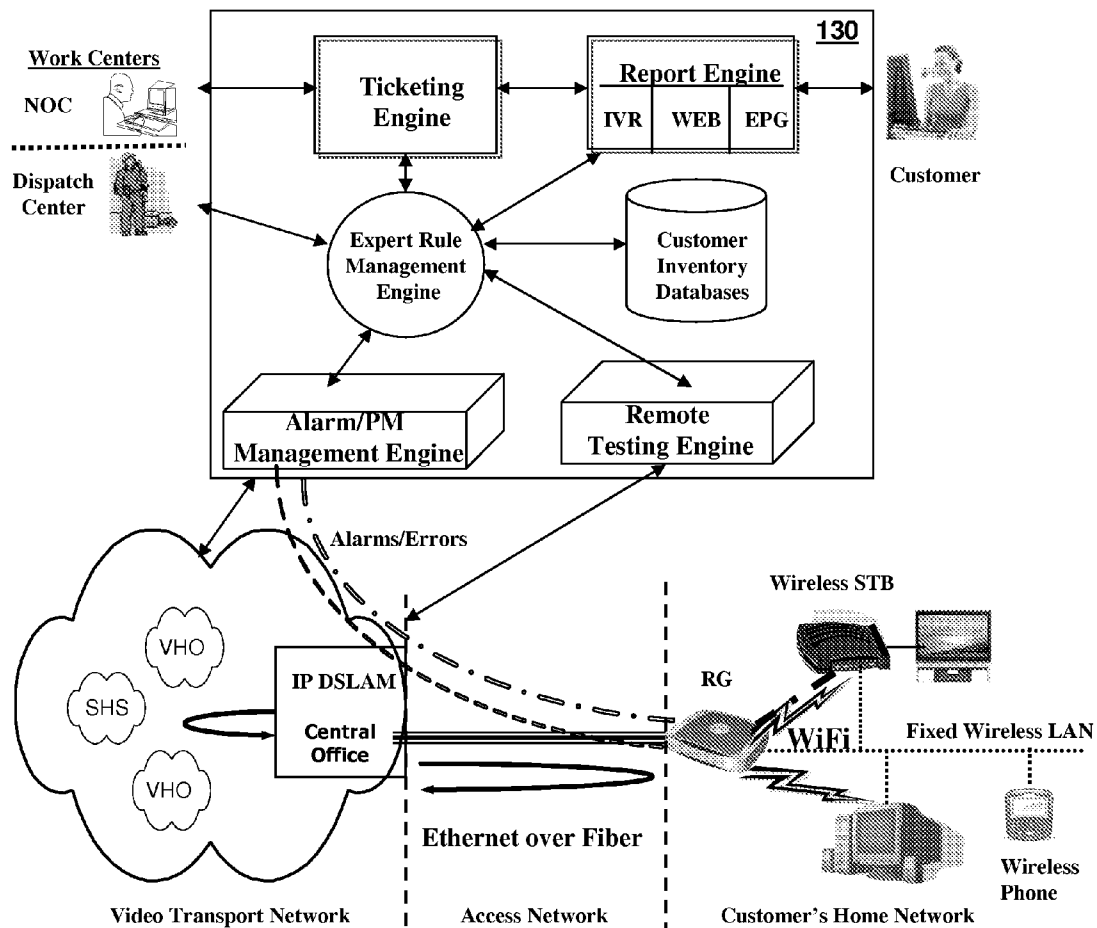 130
Work Centers
NOC
Dispatch
Center
Ticketing
Engine
Report Engine
IVR
WEB
EPG
Customer
Expert Rule
Management
Engine
Customer
Inventory
Databases
Alarm/PM
Management Engine
Remote
Testing Engine
Alarms/Errors
Wireless STB
VHO
SHS
VHO
IP DSLAM
Central
Office
RG
WiFi
Fixed Wireless LAN
Ethernet over Fiber
Wireless
Phone
Video Transport Network
Access Network
Customer's Home Network